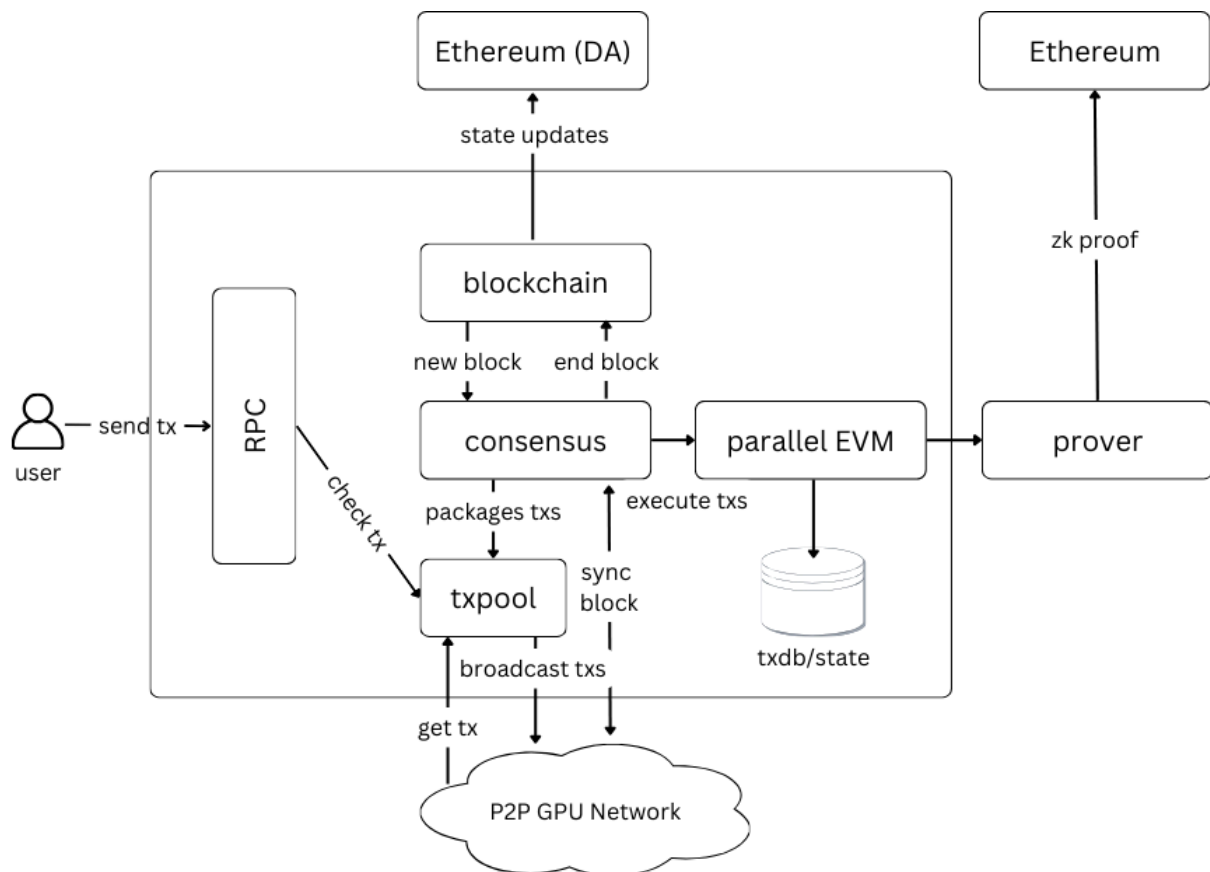 Ethereum (DA)
Ethereum
state updates
zk proof
blockchain
new block
end block
RPC
send tx
user
consensus
parallel EVM
prover
check tx
packages txs
execute txs
txpool
sync
block
txdb/state
broadcast txs
get tx
P2P GPU Network